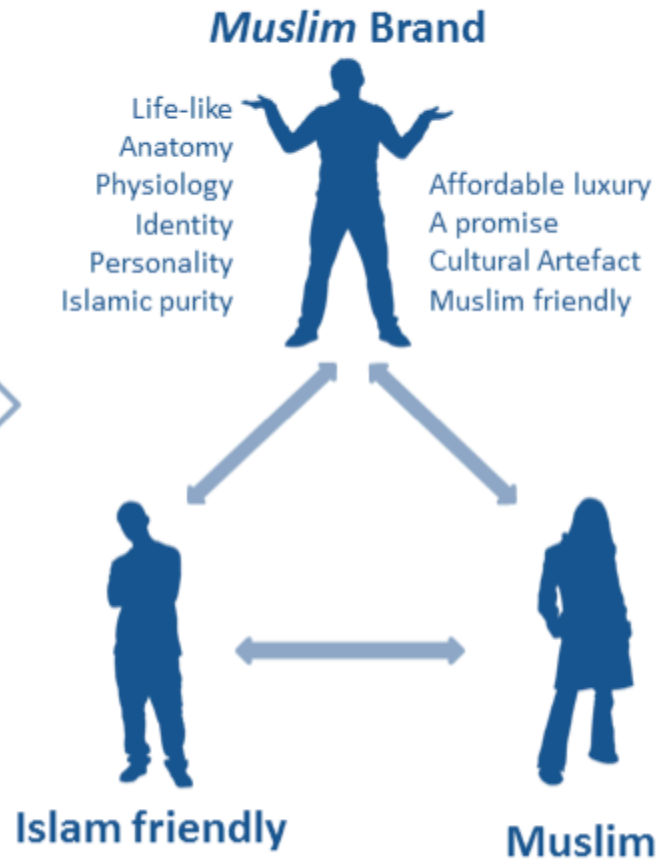 Muslim Brand
Life-like
Anatomy
Physiology
Identity
Personality
Islamic purity
Affordable luxury
A promise
Cultural Artefact
Muslim friendly
Islam friendly
Muslim